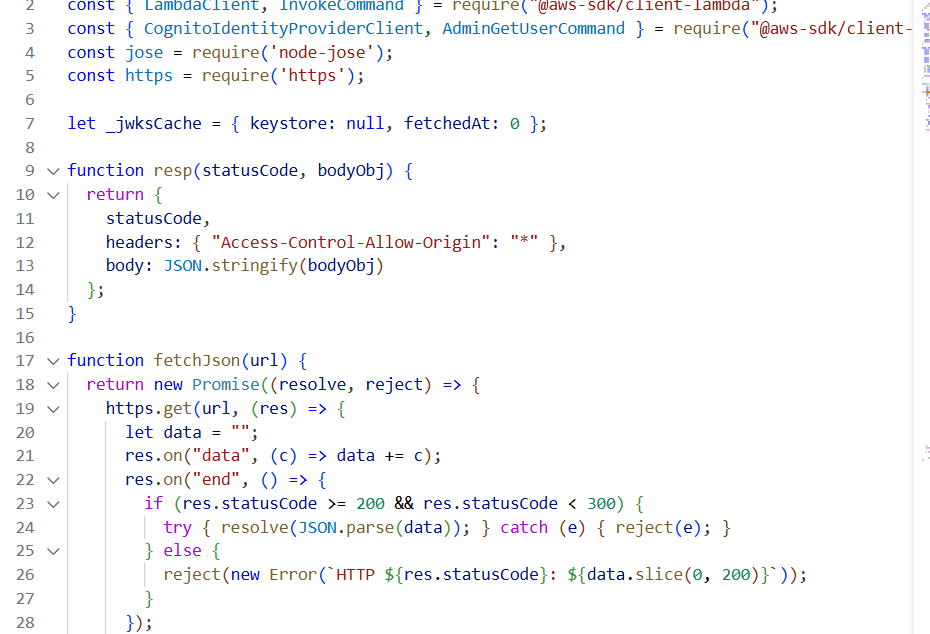 2 const { LambdaClient, InvokeCommand } = require("@aws-sdk/client-lambda");
3 const { CognitoIdentityProviderClient, AdminGetUserCommand } = require("@aws-sdk/client-
4 const jose = require('node-jose');
5 const https = require('https');
6
7 let _jwksCache = { keystore: null, fetchedAt: 0 };
8
9 function resp(statusCode, bodyObj) {
10 return {
11 statusCode,
12 headers: { "Access-Control-Allow-Origin": "*" },
13 body: JSON.stringify(bodyObj)
14 };
15 }
16
17 function fetchJson(url) {
18 return new Promise((resolve, reject) => {
19 https.get(url, (res) => {
20 let data = "";
21 res.on("data", (c) => data += c);
22 res.on("end", () => {
23 if (res.statusCode >= 200 && res.statusCode < 300) {
24 try { resolve(JSON.parse(data)); } catch (e) { reject(e); }
25 } else {
26 reject(new Error(`HTTP ${res.statusCode}: ${data.slice(0, 200)}`));
27 }
28 });